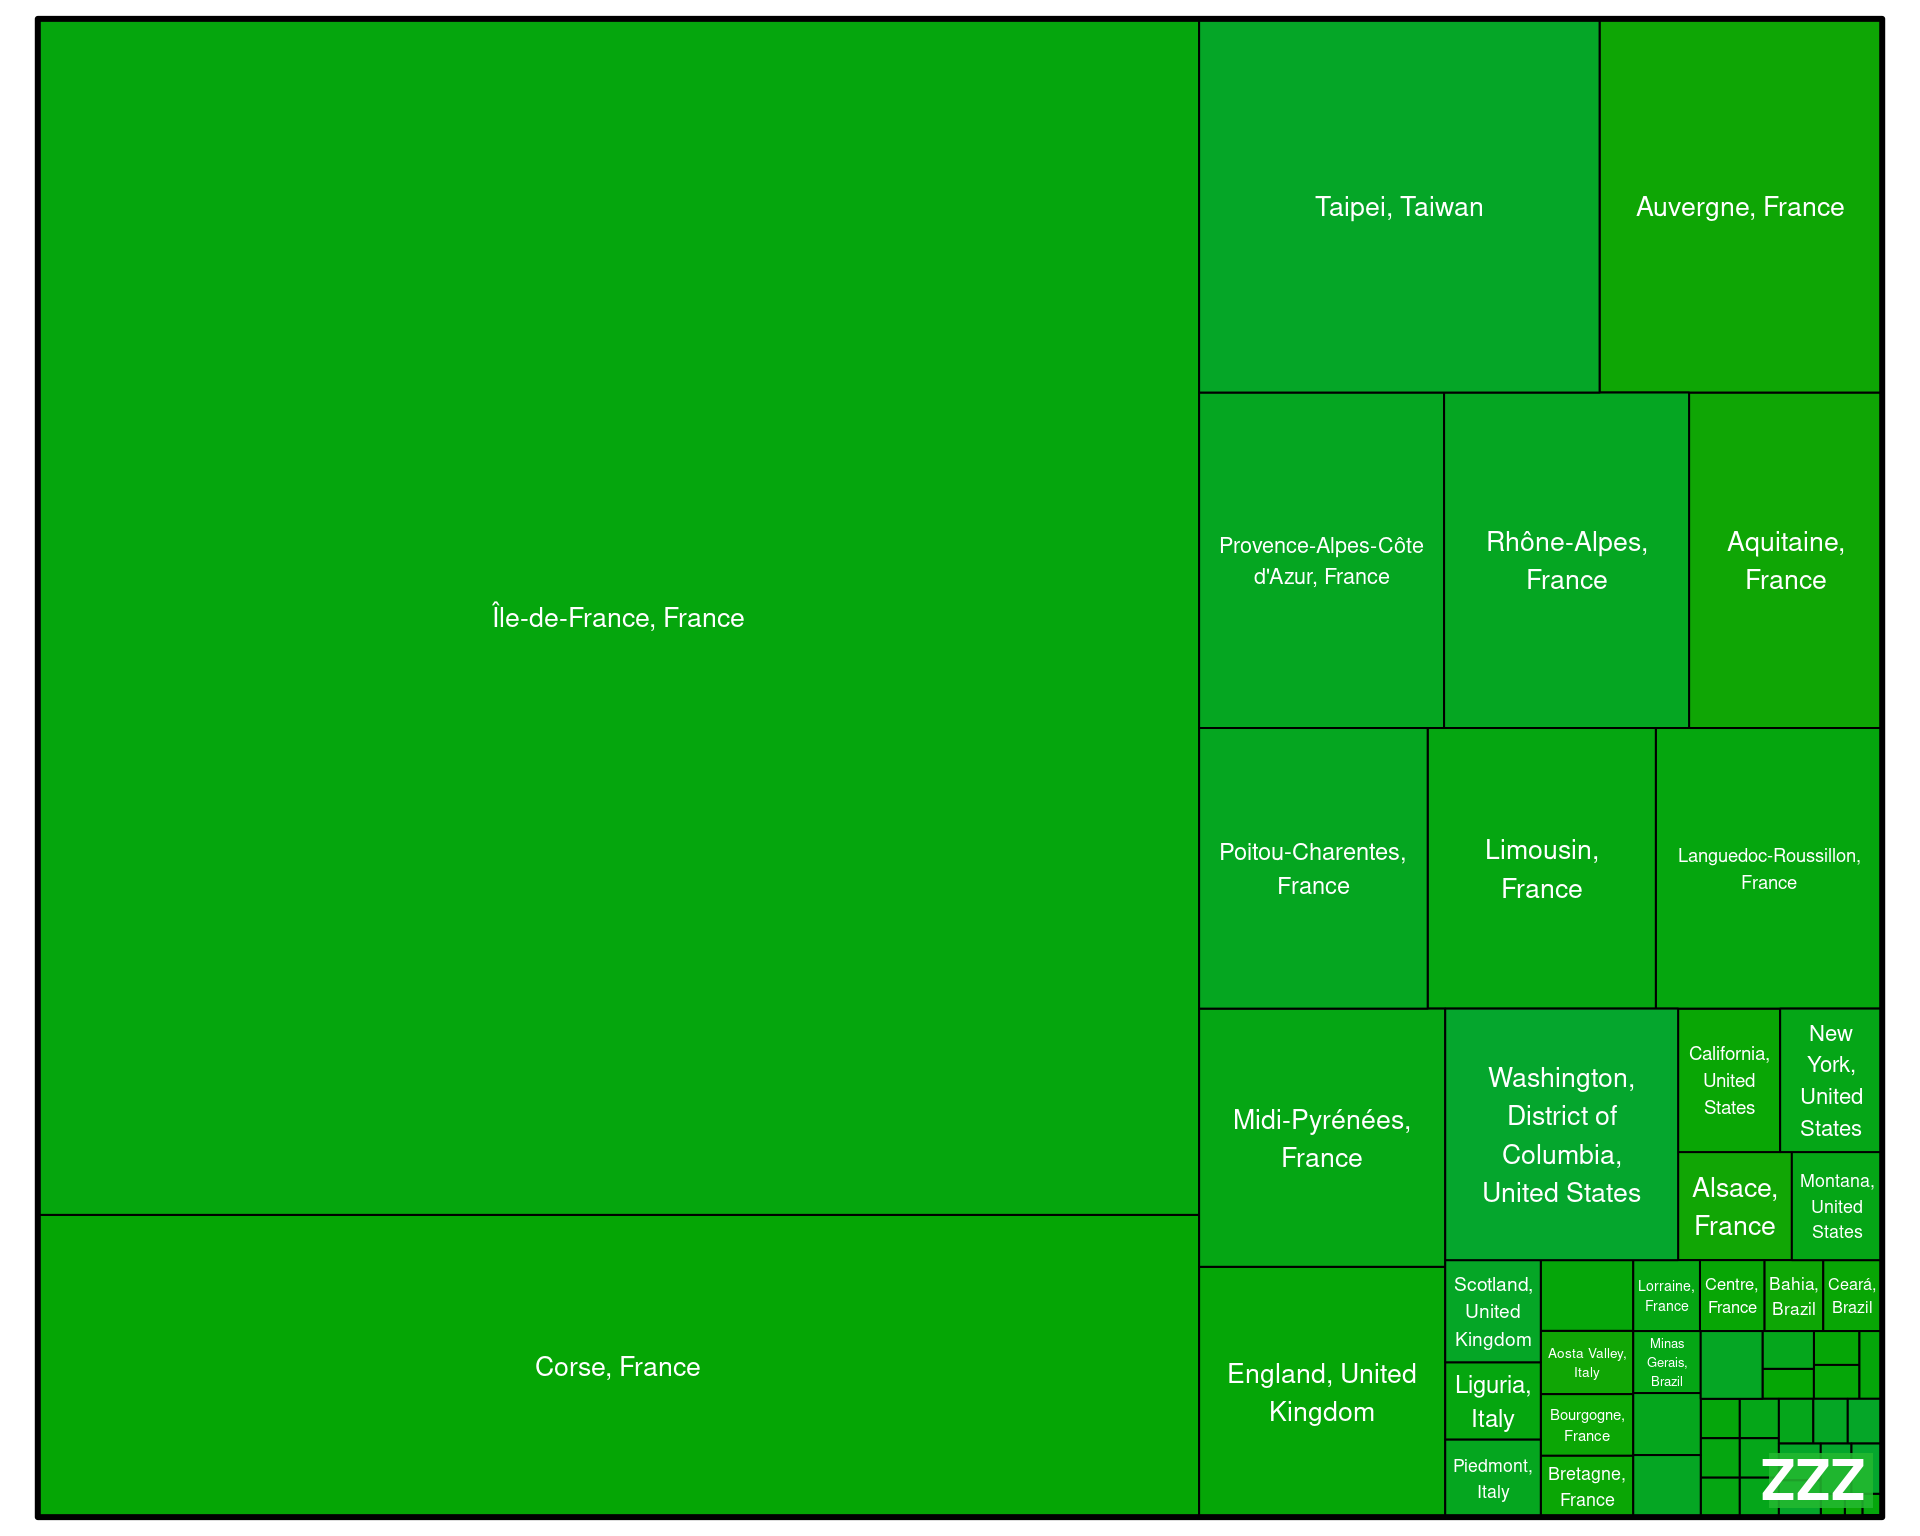 Île-de-France, France
Corse, France
Taipei, Taiwan
Auvergne, France
Provence-Alpes-Côte
d'Azur, France
Rhône-Alpes,
France
Aquitaine,
France
Poitou-Charentes,
France
Limousin,
France
Languedoc-Roussillon,
France
Midi-Pyrénées,
France
England, United
Kingdom
Washington,
District of
Columbia,
United States
California,
United
States
New
York,
United
States
Alsace,
France
Montana,
United
States
Scotland,
United
Kingdom
Liguria,
Italy
Piedmont,
Italy
Aosta Valley,
Italy
Bourgogne,
France
Bretagne,
France
Lorraine,
France
Minas
Gerais,
Brazil
Centre,
France
Bahia,
Brazil
Ceará,
Brazil
ZZZ